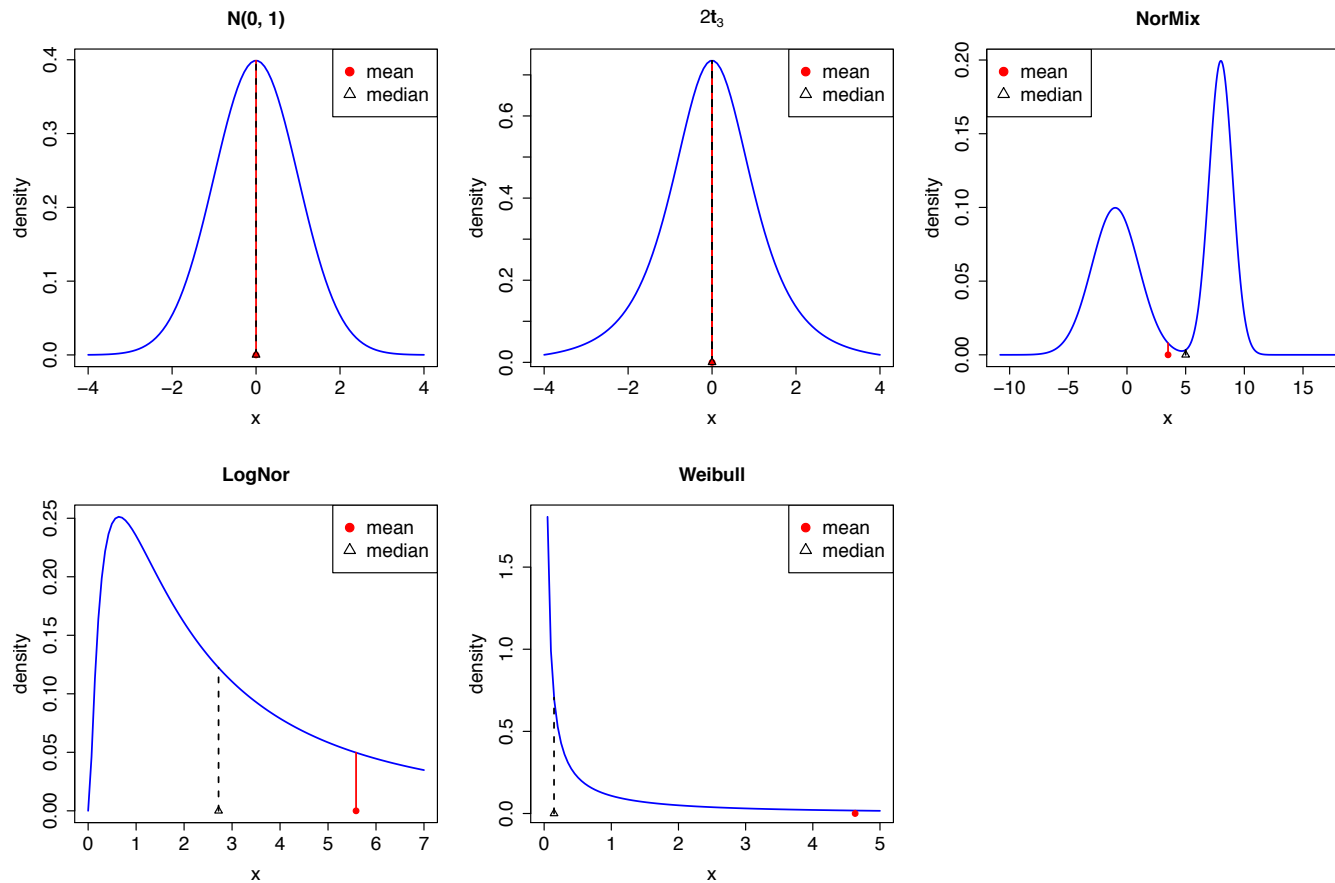 N(0, 1)
density
0.0 0.1 0.2 0.3 0.4
mean
median
−4 −2 0 2 4
x
2t₃
density
0.0 0.2 0.4 0.6
mean
median
−4 −2 0 2 4
x
NorMix
density
0.00 0.05 0.10 0.15 0.20
mean
median
−10 −5 0 5 10 15
x
LogNor
density
0.00 0.05 0.10 0.15 0.20 0.25
mean
median
0 1 2 3 4 5 6 7
x
Weibull
density
0.0 0.5 1.0 1.5
mean
median
0 1 2 3 4 5
x